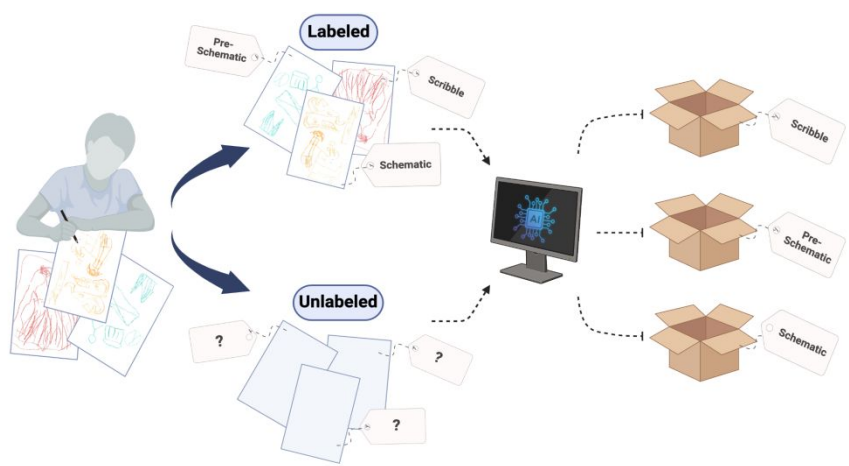 Labeled
Pre-
Schematic
Scribble
Schematic
AI
Unlabeled
?
?
?
Scribble
Pre-
Schematic
Schematic